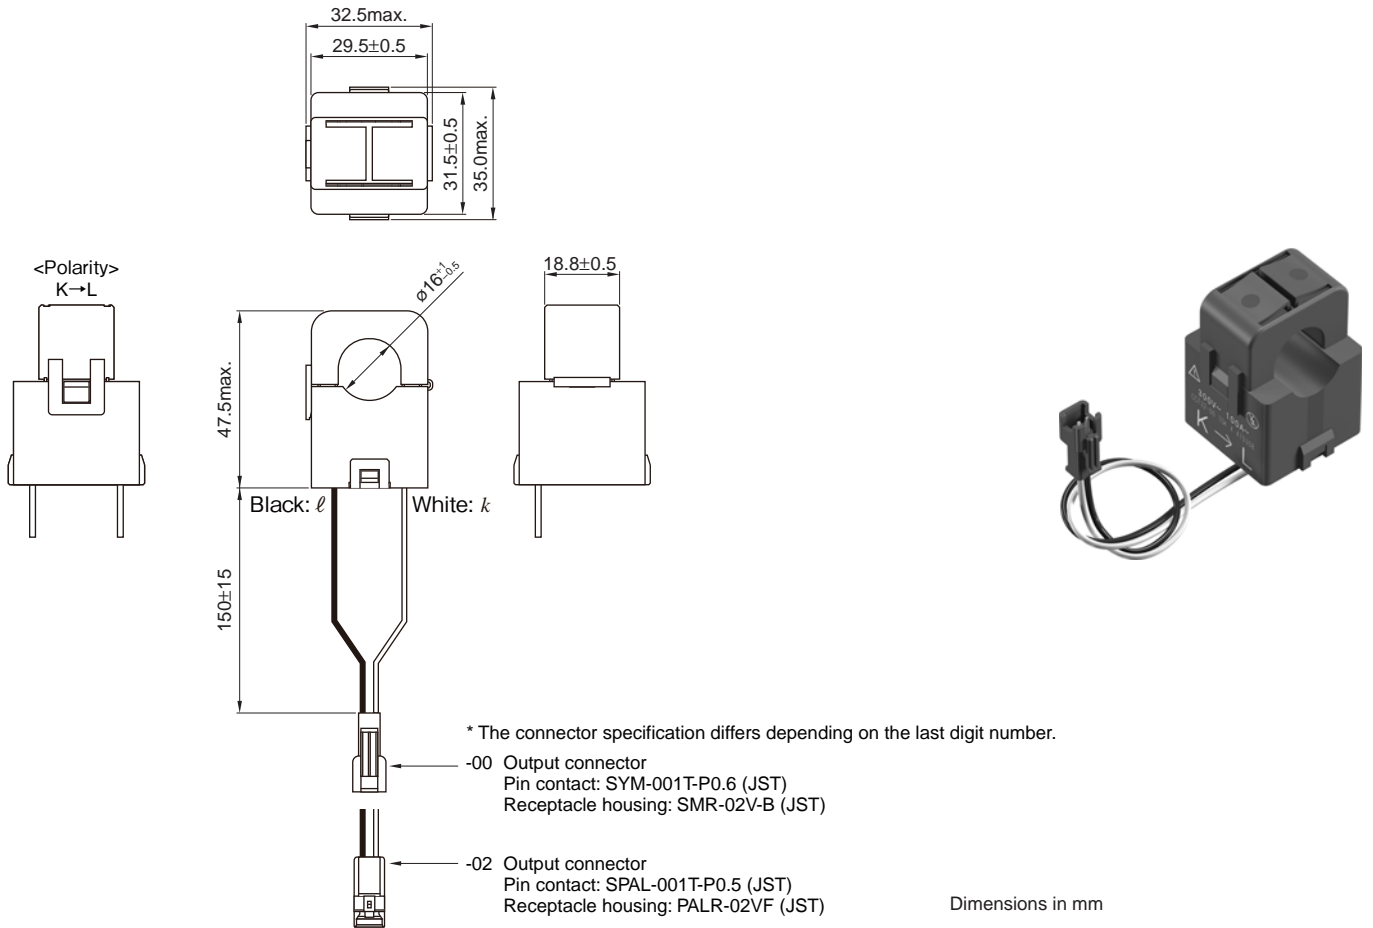 32.5max.
29.5±0.5
31.5±0.5
35.0max.
<Polarity>
K→L
ø16+1-0.5
18.8±0.5
47.5max.
Black: ℓ
White: k
150±15
300V~ 100A~
K → L
* The connector specification differs depending on the last digit number.
-00 Output connector
Pin contact: SYM-001T-P0.6 (JST)
Receptacle housing: SMR-02V-B (JST)
-02 Output connector
Pin contact: SPAL-001T-P0.5 (JST)
Receptacle housing: PALR-02VF (JST)
Dimensions in mm